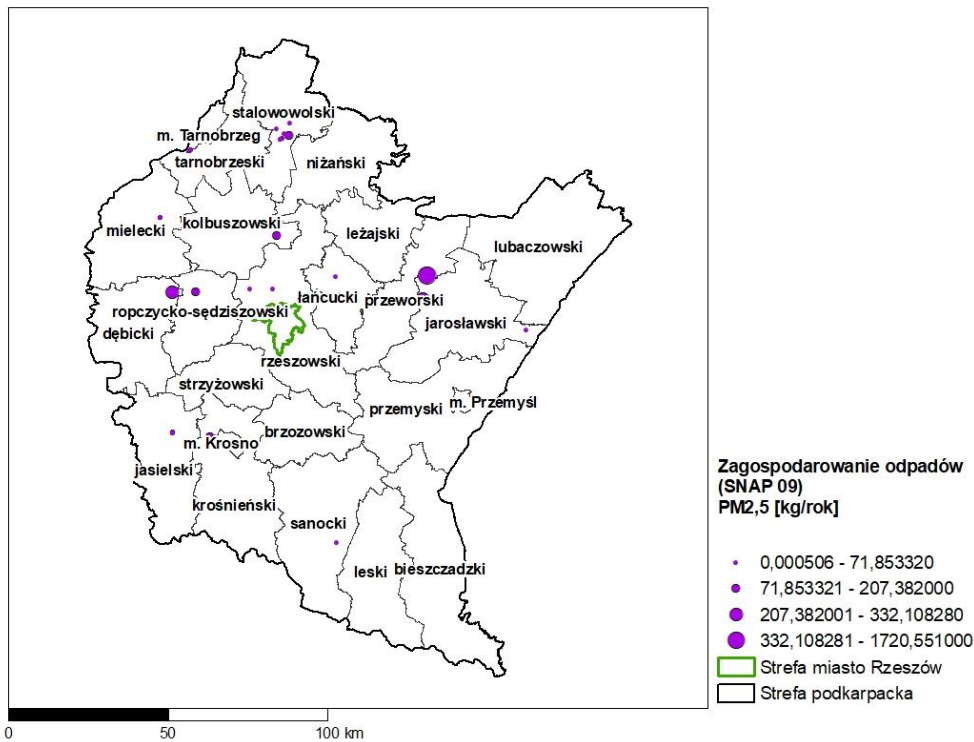 stalowowolski
m. Tarnobrzeg
tarnobrzeski
niżański
mielecki
kolbuszowski
leżajski
lubaczowski
ropczycko-sędziszowski
łańcucki
przeworski
jarosławski
dębicki
rzeszowski
strzyżowski
przemyski
m. Przemyśl
m. Krosno
brzozowski
jasielski
krośnieński
sanocki
leski
bieszczadzki
Zagospodarowanie odpadów
(SNAP 09)
PM2,5 [kg/rok]
0,000506 - 71,853320
71,853321 - 207,382000
207,382001 - 332,108280
332,108281 - 1720,551000
Strefa miasto Rzeszów
Strefa podkarpacka
0 50 100 km